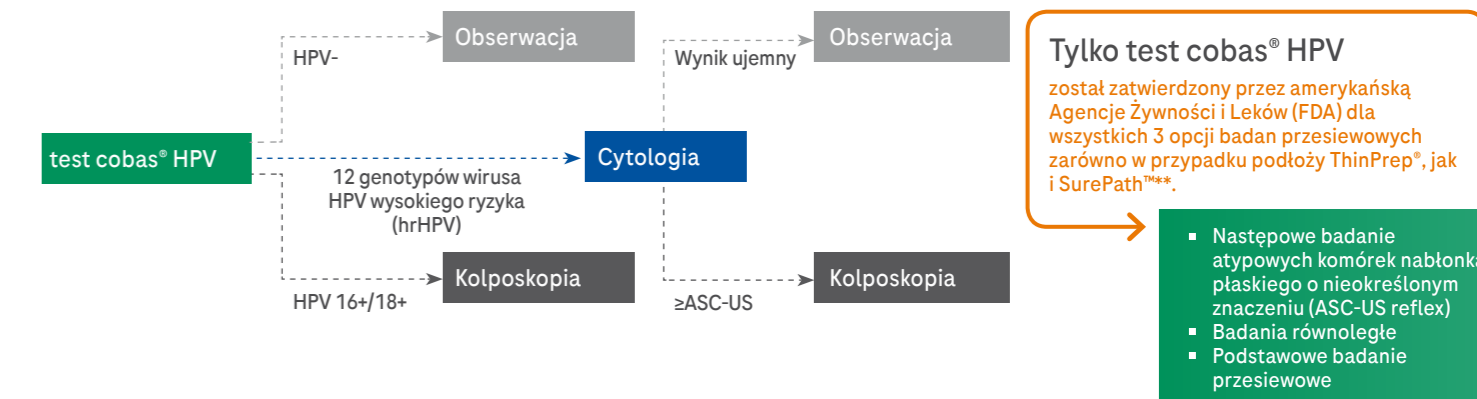 HPV-
Obserwacja
Wynik ujemny
Obserwacja
test cobas® HPV
12 genotypów wirusa
HPV wysokiego ryzyka
(hrHPV)
Cytologia
HPV 16+/18+
Kolposkopia
≥ASC-US
Kolposkopia
Tylko test cobas® HPV
został zatwierdzony przez amerykańską
Agencje Żywności i Leków (FDA) dla
wszystkich 3 opcji badan przesiewowych
zarówno w przypadku podłoży ThinPrep®, jak
i SurePath™**.
▪ Następowe badanie
atypowych komórek nabłonka
płaskiego o nieokreślonym
znaczeniu (ASC-US reflex)
▪ Badania równoległe
▪ Podstawowe badanie
przesiewowe